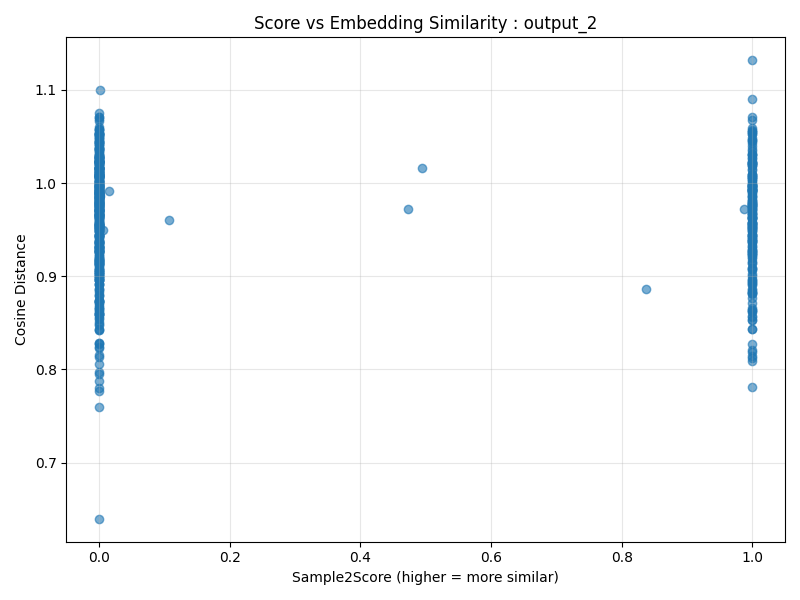 Score vs Embedding Similarity : output_2
Cosine Distance
1.1
1.0
0.9
0.8
0.7
0.0 0.2 0.4 0.6 0.8 1.0
Sample2Score (higher = more similar)